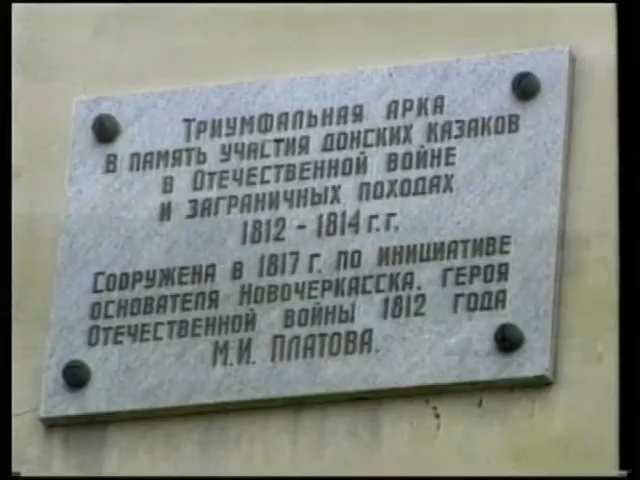 Триумфальная арка
в память участия донских казаков
в Отечественной войне
и заграничных походах
1812 - 1814 г.г.
Сооружена в 1817 г. по инициативе
основателя Новочеркасска, героя
Отечественной войны 1812 года
М.И. Платова.